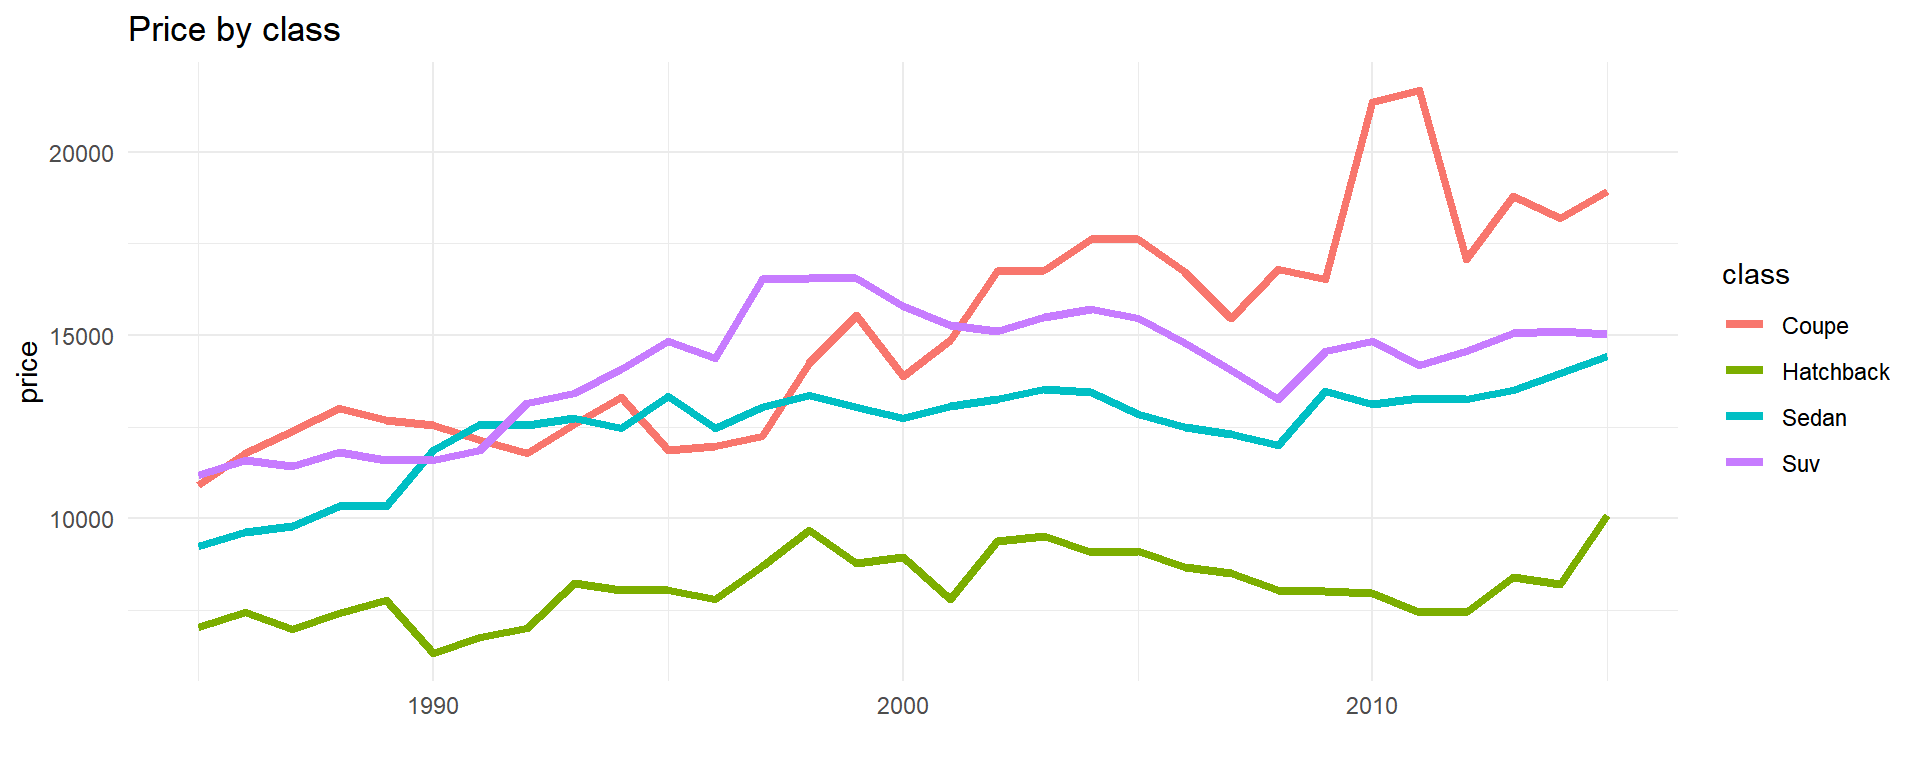 Price by class
20000
15000
10000
price
1990
2000
2010
class
Coupe
Hatchback
Sedan
Suv